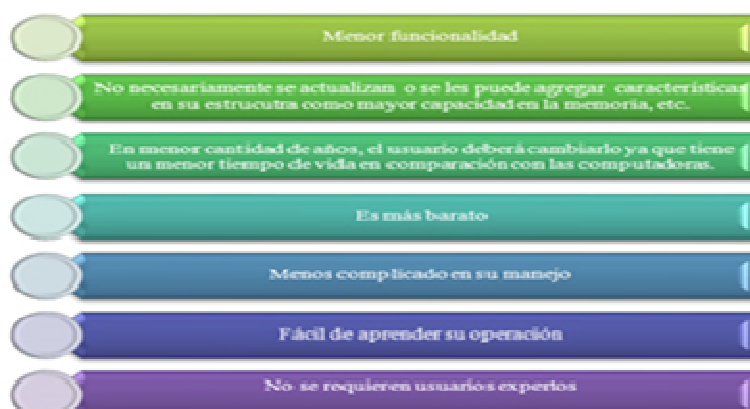 Menor funcionalidad
No necesariamente se actualizan o se les puede agregar características
en su estrucutra como mayor capacidad en la memoria, etc.
En menor cantidad de años, el usuario deberá cambiarlo ya que tiene
un menor tiempo de vida en comparación con las computadoras.
Es más barato
Menos complicado en su manejo
Fácil de aprender su operación
No se requieren usuarios expertos